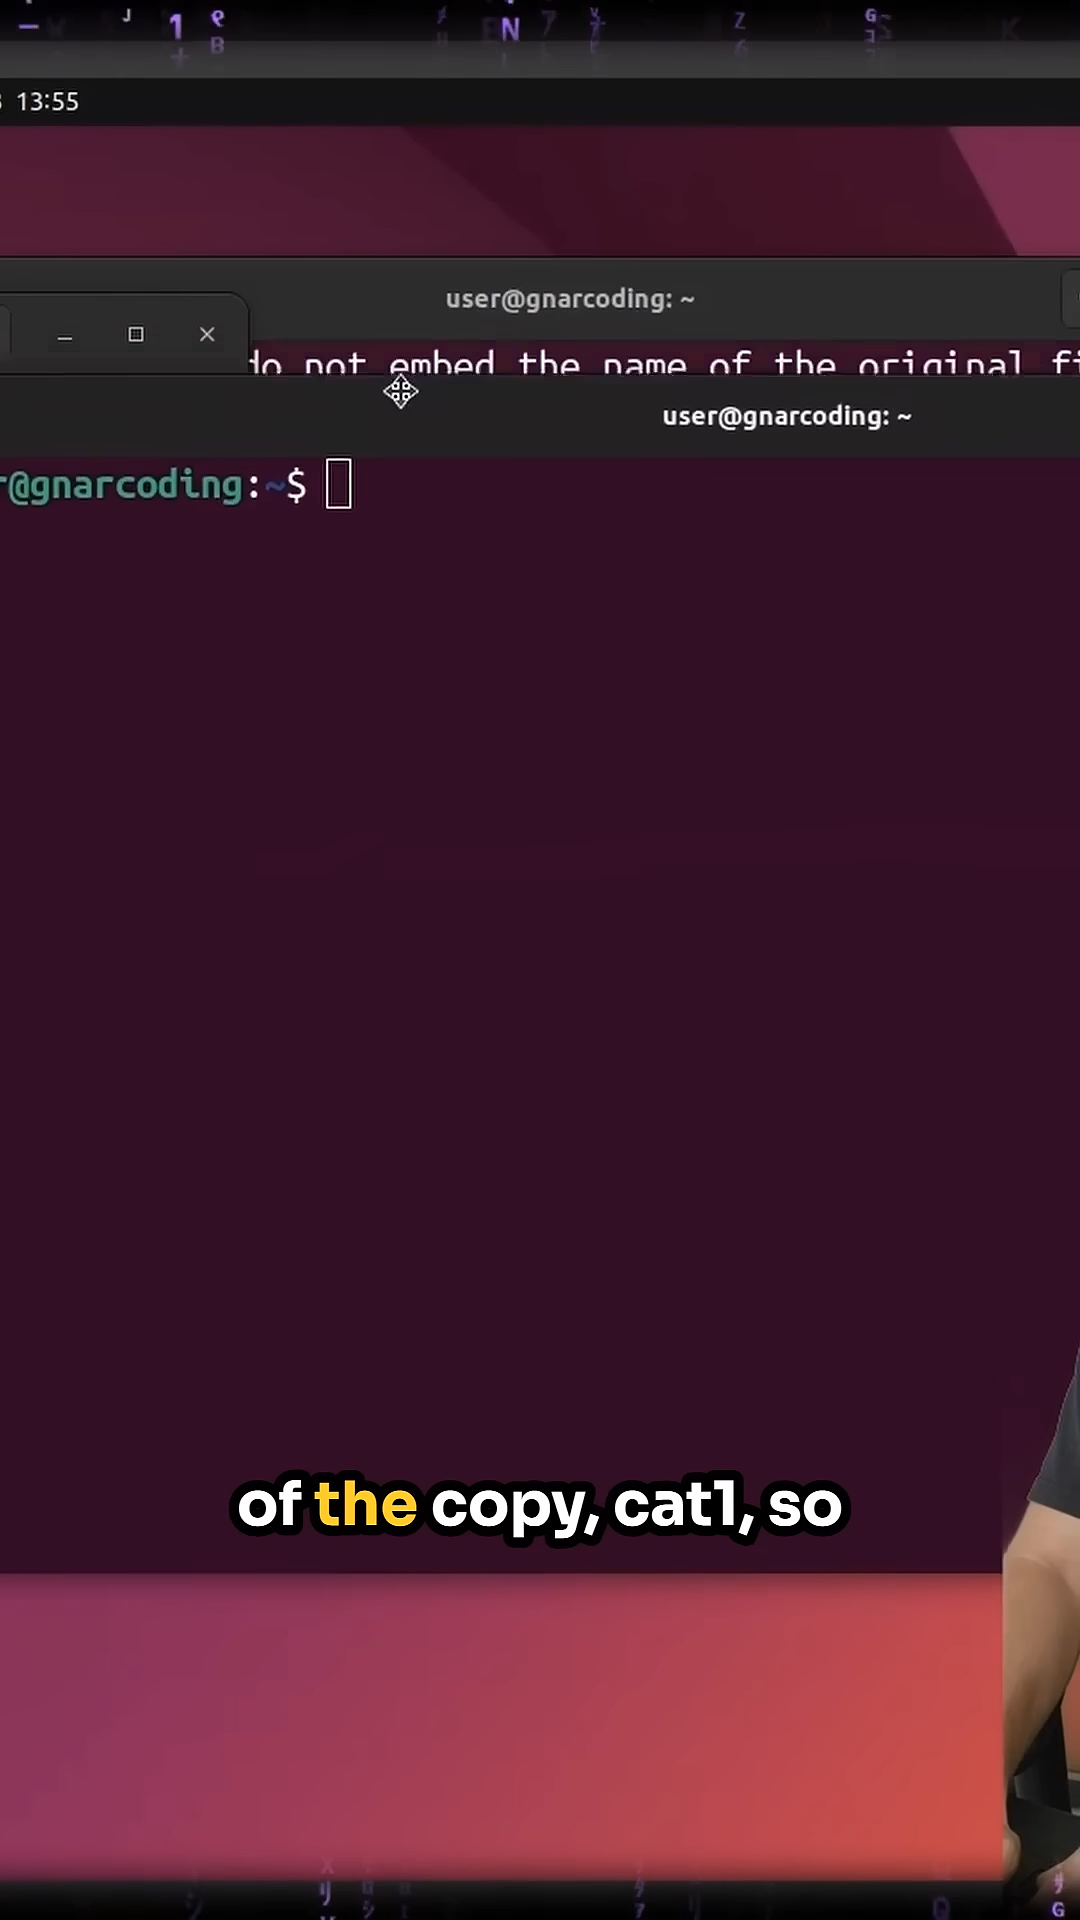 13:55
user@gnarcoding: ~
do not embed the name of the original fi
user@gnarcoding: ~
r@gnarcoding:~$
of the copy, cat1, so